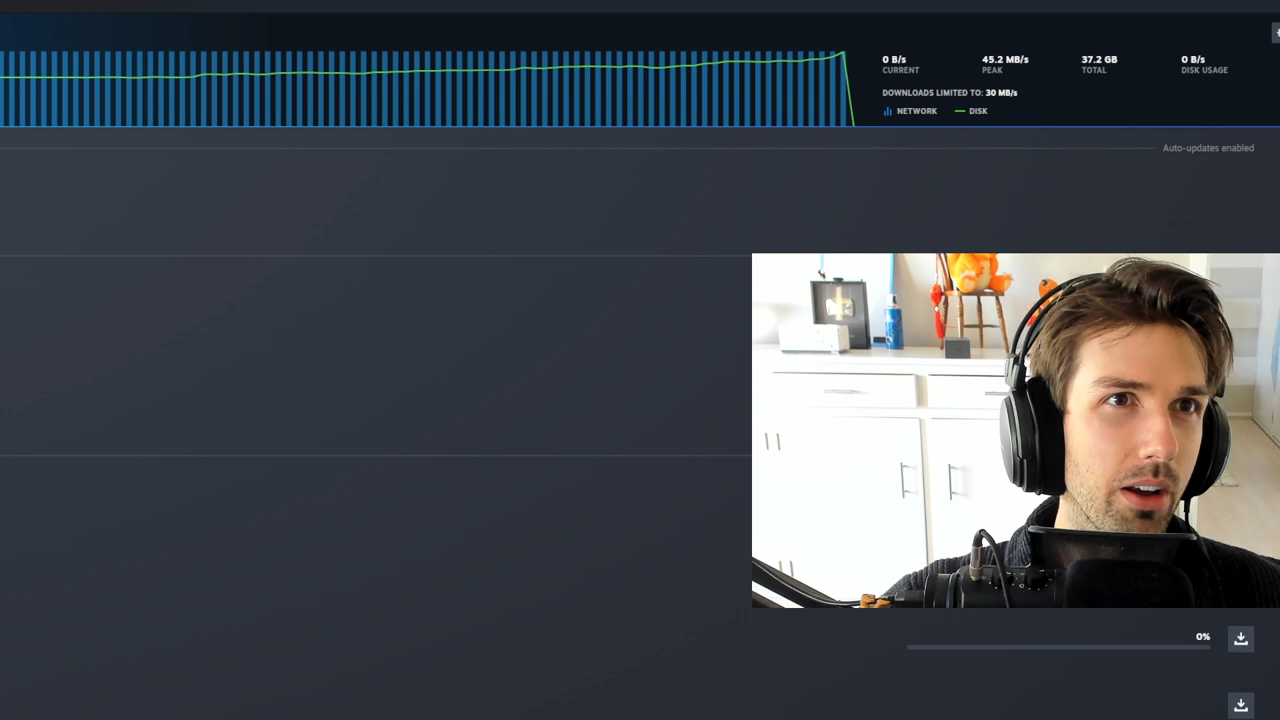 0 B/s 45.2 MB/s 37.2 GB 0 B/s
CURRENT PEAK TOTAL DISK USAGE
DOWNLOADS LIMITED TO: 30 MB/s
NETWORK DISK
Auto-updates enabled
0%